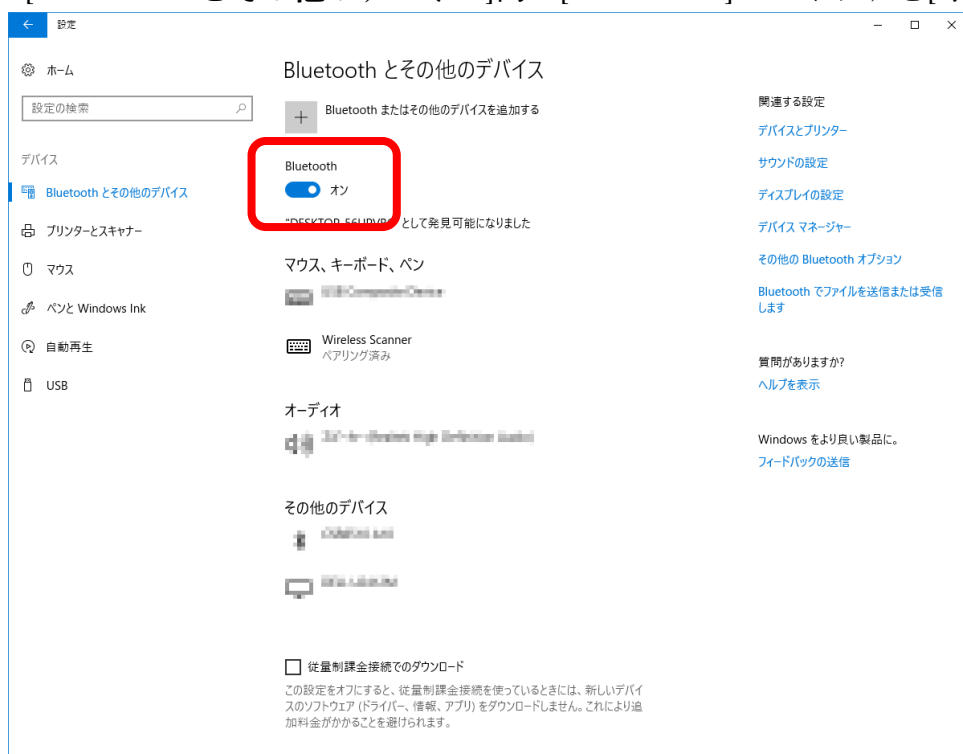 設定
ホーム
設定の検索
デバイス
Bluetooth とその他のデバイス
プリンターとスキャナー
マウス
ペンと Windows Ink
自動再生
USB
Bluetooth とその他のデバイス
Bluetooth またはその他のデバイスを追加する
Bluetooth
オン
として発見可能になりました
マウス、キーボード、ペン
USB Composite Device
Wireless Scanner
ペアリング済み
オーディオ
その他のデバイス
従量制課金接続でのダウンロード
この設定をオフにすると、従量制課金接続を使っているときには、新しいデバイ
スのソフトウェア (ドライバー、情報、アプリ) をダウンロードしません。これにより追
加料金がかかることを避けられます。
関連する設定
デバイスとプリンター
サウンドの設定
ディスプレイの設定
デバイス マネージャー
その他の Bluetooth オプション
Bluetooth でファイルを送信または受信
します
質問がありますか?
ヘルプを表示
Windows をより良い製品に。
フィードバックの送信